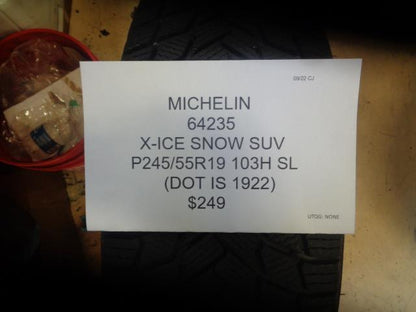 09/22 CJ
MICHELIN
64235
X-ICE SNOW SUV
P245/55R19 103H SL
(DOT IS 1922)
$249
UTQG: NONE